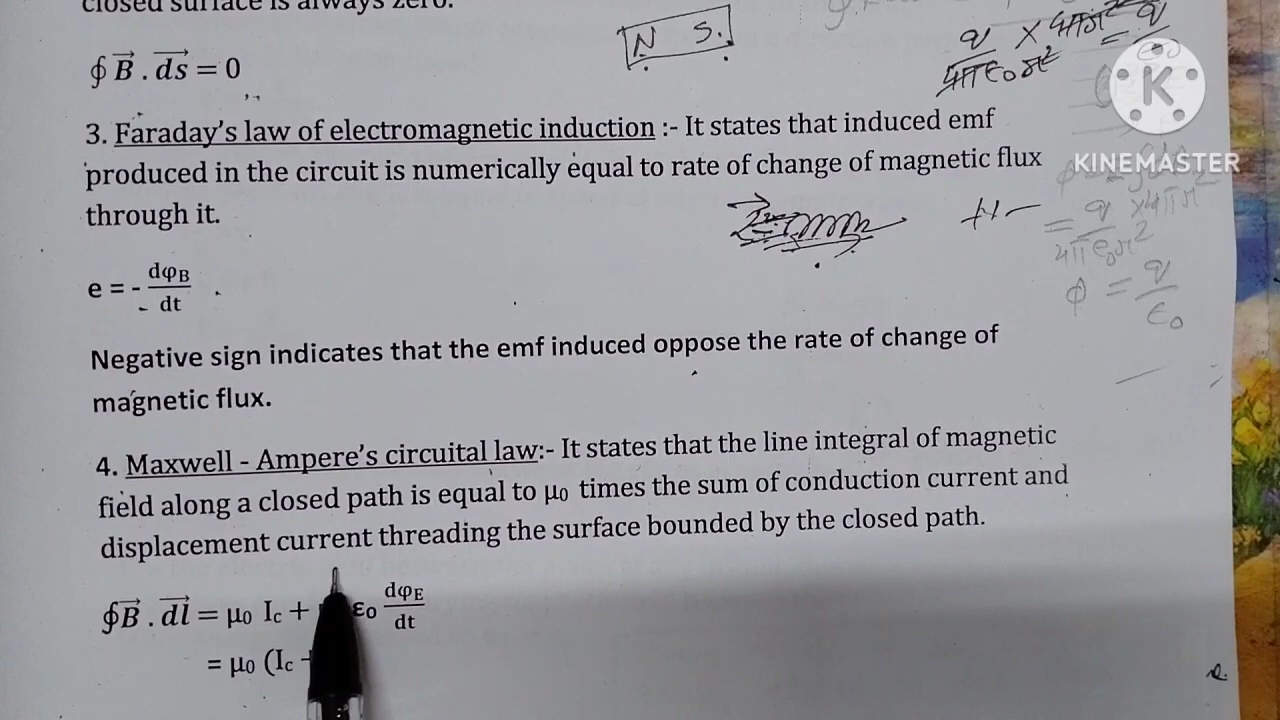 closed surface is always zero.
N S.
q/4πε₀r² × 4πr² = q/ε₀
∮ B⃗ . d͞s⃗ = 0
K
KINEMASTER
3. Faraday's law of electromagnetic induction :- It states that induced emf
produced in the circuit is numerically equal to rate of change of magnetic flux
through it.
= q/4πε₀r² × 4πr²
e = - dφB/dt
ϕ = q/ε₀
Negative sign indicates that the emf induced oppose the rate of change of
magnetic flux.
4. Maxwell - Ampere's circuital law:- It states that the line integral of magnetic
field along a closed path is equal to μ₀ times the sum of conduction current and
displacement current threading the surface bounded by the closed path.
∮B⃗ . dl⃗ = μ₀ Ic + ε₀ dφE/dt
= μ₀ (Ic